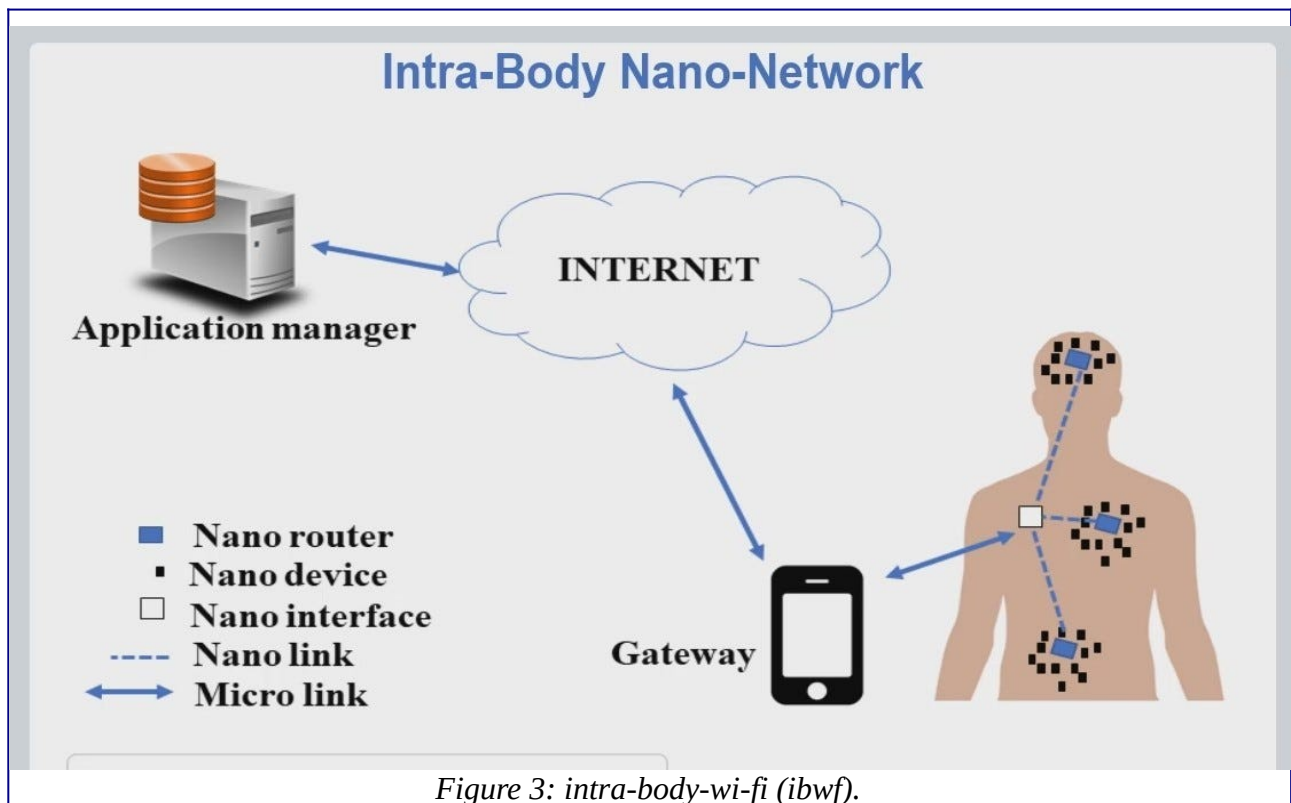 Intra-Body Nano-Network
INTERNET
Application manager
Nano router
Nano device
Nano interface
Nano link
Micro link
Gateway
Figure 3: intra-body-wi-fi (ibwf).